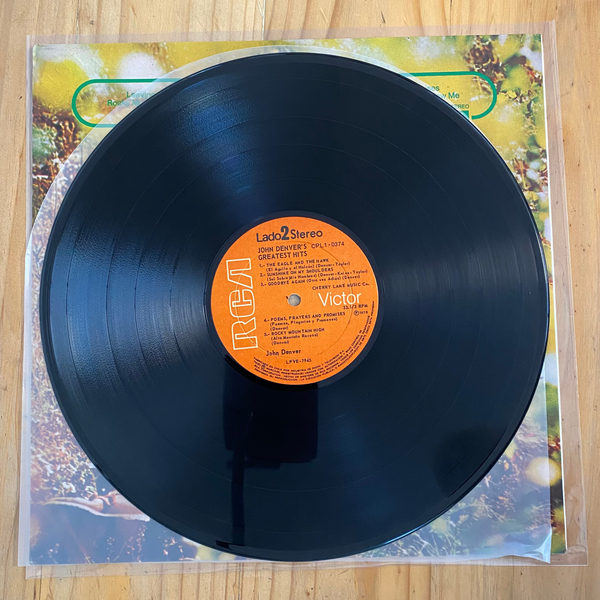 Me
STEREO
Lado 2 Stereo
JOHN DENVER'S CPL1-0374
GREATEST HITS
1.- THE EAGLE AND THE HAWK
(El Aguila y el Halcón) (Denver-Taylor)
2.- SUNSHINE ON MY SHOULDERS
(Sol Sobre mis Hombros) (Denver-Kniss-Taylor)
3.- GOODBYE AGAIN (Otra vez Adiós) (Denver)
CHERRY LANE MUSIC Co.
RCA
Victor
33.1/3 RPM
4.- POEMS, PRAYERS AND PROMISES
(Poemas, Plegarias y Promesas)
(Denver)
5.- ROCKY MOUNTAIN HIGH
(Alta Montaña Rocosa)
(Denver)
John Denver
LPVE-7945